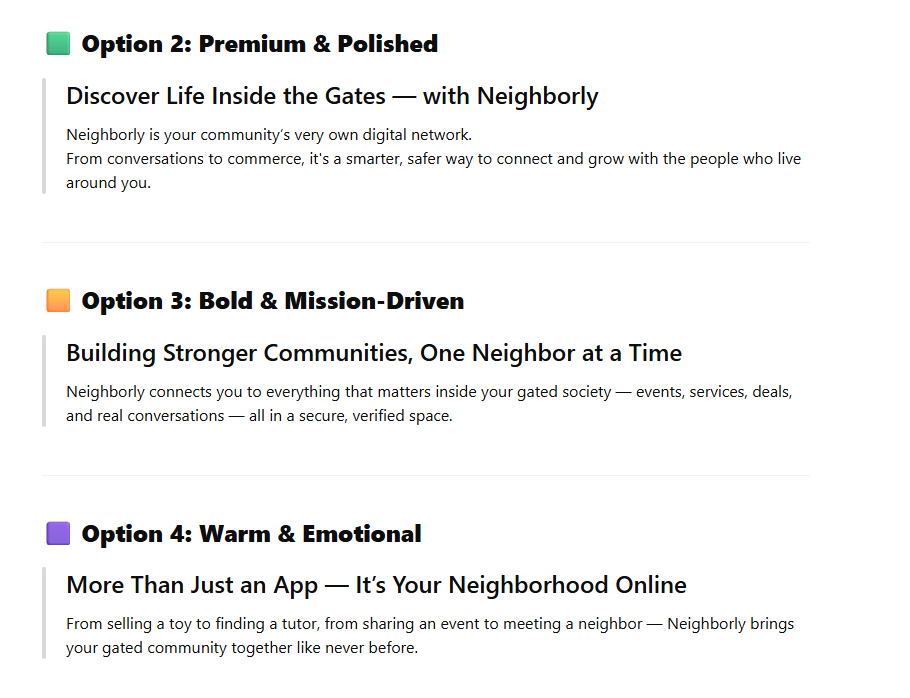 Option 2: Premium & Polished
Discover Life Inside the Gates — with Neighborly
Neighborly is your community’s very own digital network.
From conversations to commerce, it's a smarter, safer way to connect and grow with the people who live
around you.
Option 3: Bold & Mission-Driven
Building Stronger Communities, One Neighbor at a Time
Neighborly connects you to everything that matters inside your gated society — events, services, deals,
and real conversations — all in a secure, verified space.
Option 4: Warm & Emotional
More Than Just an App — It’s Your Neighborhood Online
From selling a toy to finding a tutor, from sharing an event to meeting a neighbor — Neighborly brings
your gated community together like never before.